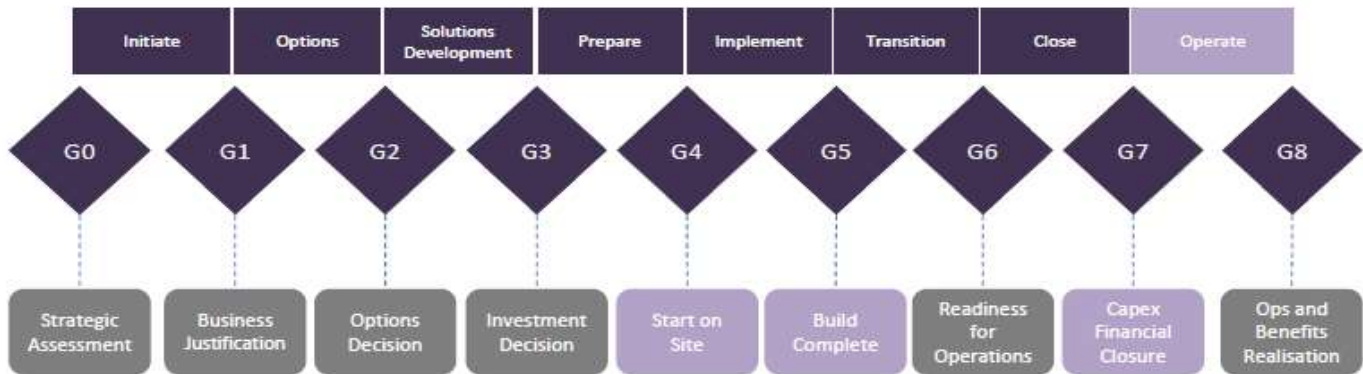 Initiate
Options
Solutions
Development
Prepare
Implement
Transition
Close
Operate
G0
G1
G2
G3
G4
G5
G6
G7
G8
Strategic
Assessment
Business
Justification
Options
Decision
Investment
Decision
Start on
Site
Build
Complete
Readiness
for
Operations
Capex
Financial
Closure
Ops and
Benefits
Realisation